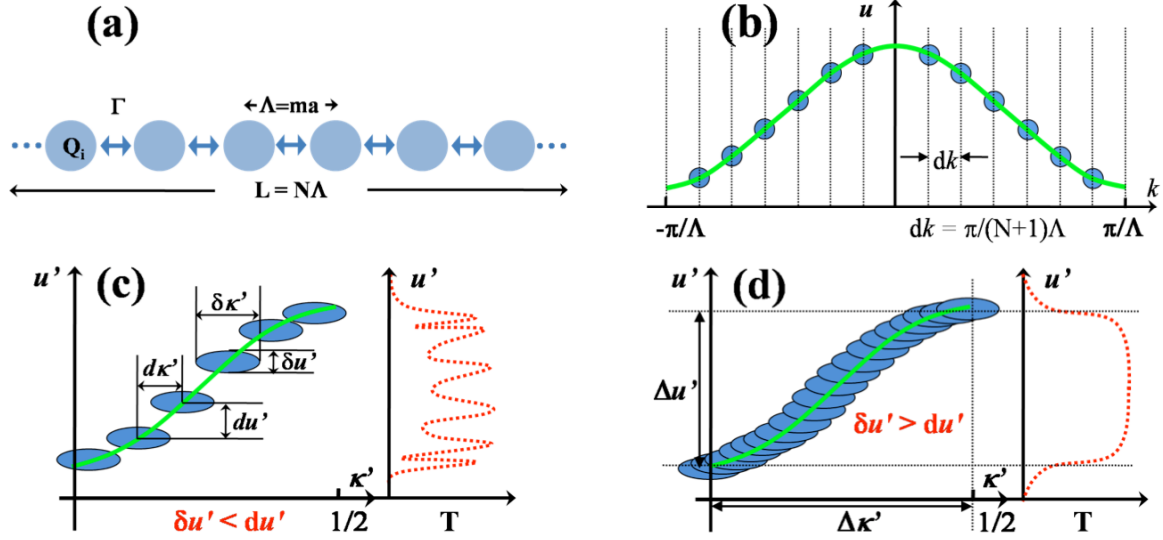 (a)
Γ
Λ=ma
Qi
L = NΛ
(b)
u
dk
k
-π/Λ
dk = π/(N+1)Λ
π/Λ
(c)
u’
δκ’
δu’
dκ’
du’
κ’
1/2
δu’ < du’
u’
T
(d)
u’
Δu’
δu’ > du’
κ’
Δκ’
1/2
u’
T